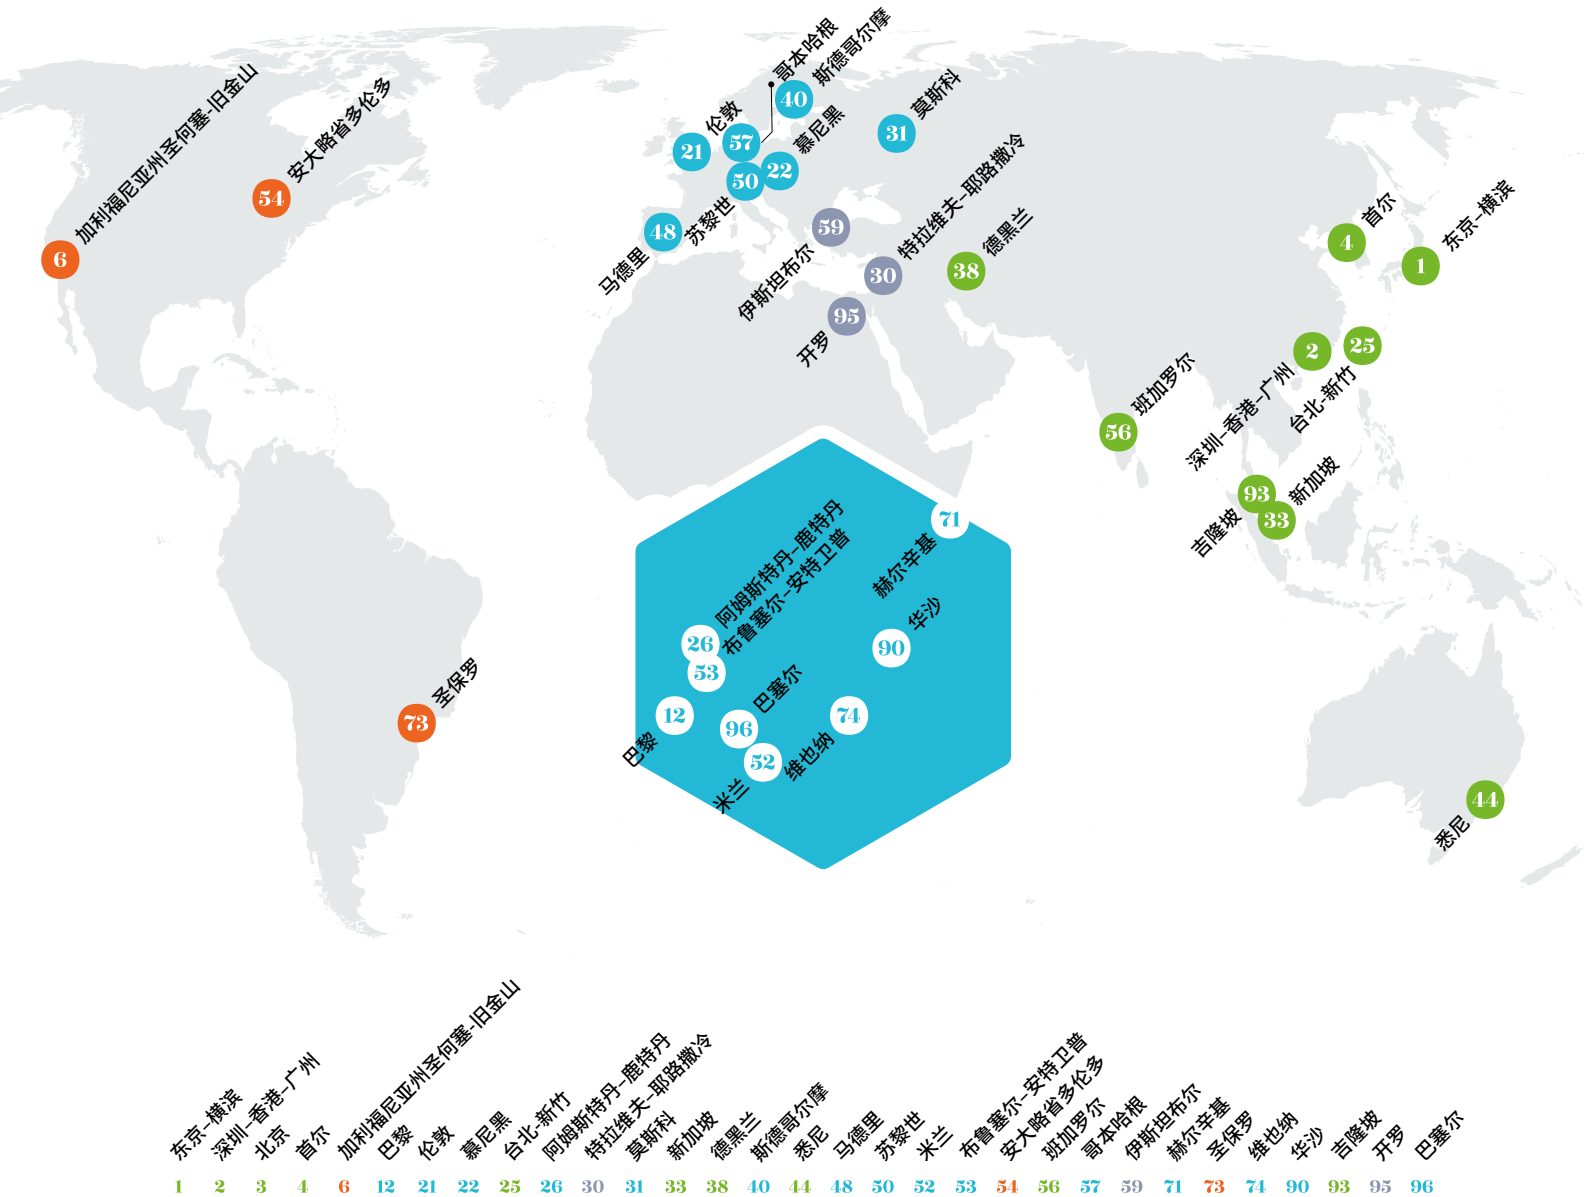 加利福尼亚州圣何塞-旧金山
6
安大略省多伦多
54
哥本哈根
57
斯德哥尔摩
40
伦敦
21
慕尼黑
22
莫斯科
31
苏黎世
50
马德里
48
伊斯坦布尔
59
特拉维夫-耶路撒冷
30
德黑兰
38
开罗
95
首尔
4
东京-横滨
1
深圳-香港-广州
2
台北-新竹
25
班加罗尔
56
吉隆坡
93
新加坡
33
圣保罗
73
悉尼
44
赫尔辛基
71
阿姆斯特丹-鹿特丹
26
布鲁塞尔-安特卫普
53
华沙
90
巴黎
12
巴塞尔
96
米兰
52
维也纳
74
东京-横滨
深圳-香港-广州
北京
首尔
加利福尼亚州圣何塞-旧金山
巴黎
伦敦
慕尼黑
台北-新竹
阿姆斯特丹-鹿特丹
特拉维夫-耶路撒冷
莫斯科
新加坡
德黑兰
斯德哥尔摩
悉尼
马德里
苏黎世
米兰
布鲁塞尔-安特卫普
安大略省多伦多
班加罗尔
哥本哈根
伊斯坦布尔
赫尔辛基
圣保罗
维也纳
华沙
吉隆坡
开罗
巴塞尔
1 2 3 4 6 12 21 22 25 26 30 31 33 38 40 44 48 50 52 53 54 56 57 59 71 73 74 90 93 95 96